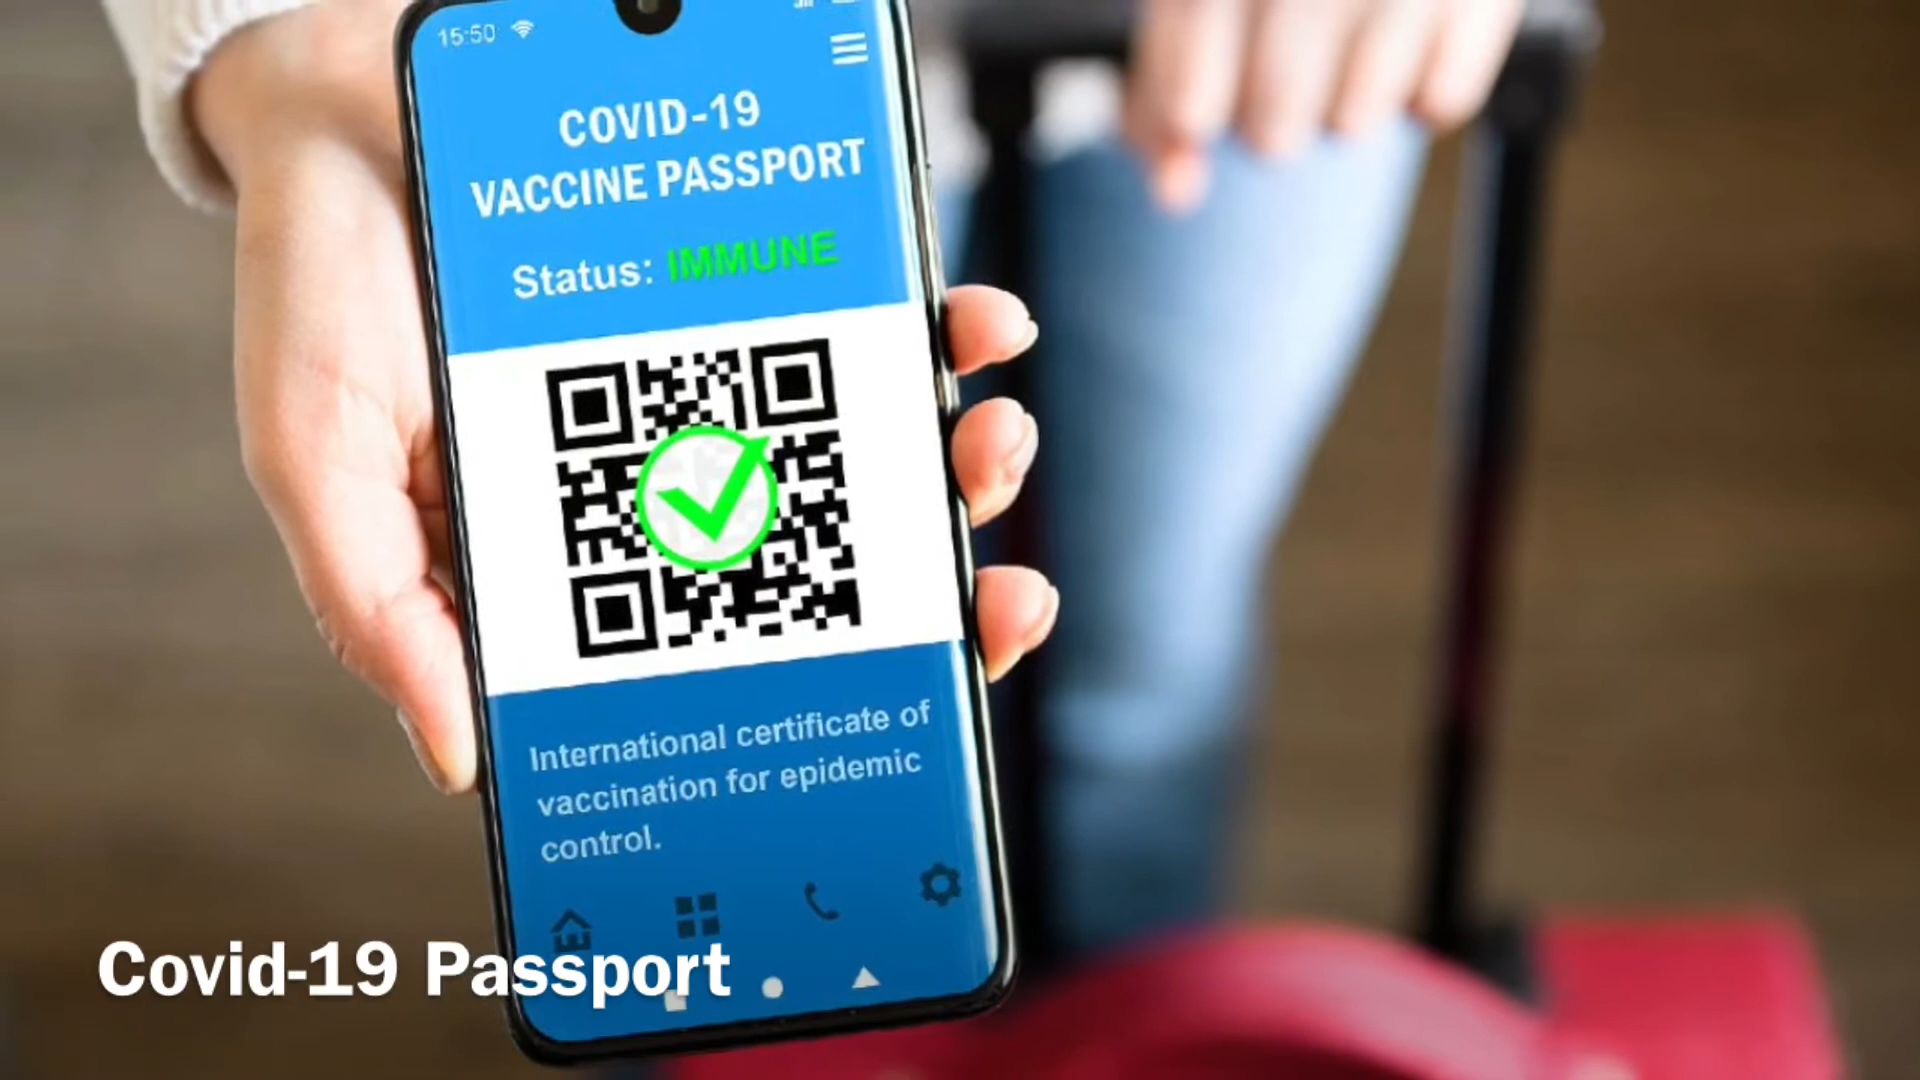 15:50
COVID-19
VACCINE PASSPORT
Status: IMMUNE
International certificate of
vaccination for epidemic
control.
Covid-19 Passport